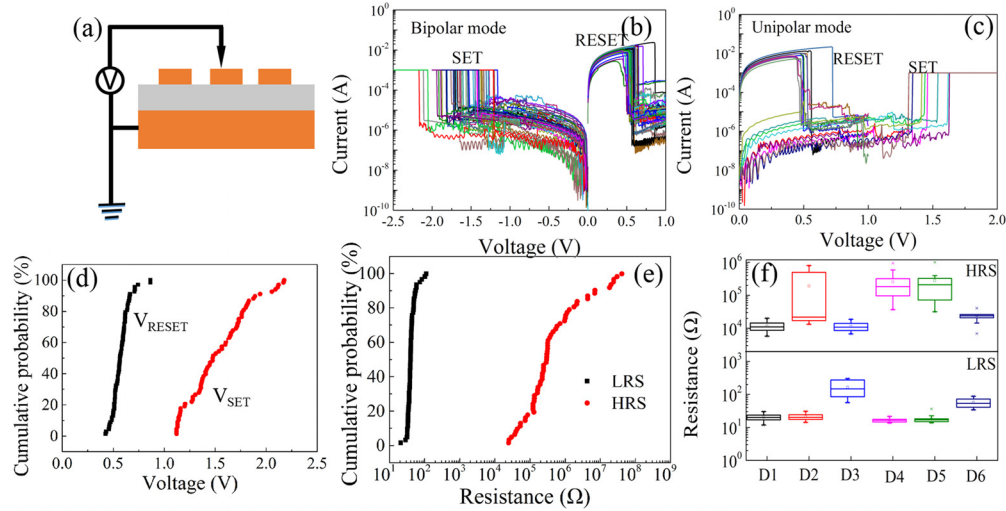 (a)
V
Bipolar mode
(b)
SET
RESET
10^0
10^-2
10^-4
10^-6
10^-8
10^-10
Current (A)
-2.5 -2.0 -1.5 -1.0 -0.5 0.0 0.5 1.0
Voltage (V)
Unipolar mode
(c)
RESET
SET
10^0
10^-2
10^-4
10^-6
10^-8
10^-10
Current (A)
0.0 0.5 1.0 1.5 2.0
Voltage (V)
(d)
V_RESET
V_SET
100
80
60
40
20
0
Cumulative probability (%)
0.0 0.5 1.0 1.5 2.0 2.5
Voltage (V)
(e)
LRS
HRS
100
80
60
40
20
0
Cumulative probability (%)
10^1 10^2 10^3 10^4 10^5 10^6 10^7 10^8 10^9
Resistance (Ω)
(f)
HRS
LRS
10^6
10^5
10^4
10^3
10^2
10^1
10^0
Resistance (Ω)
D1 D2 D3 D4 D5 D6